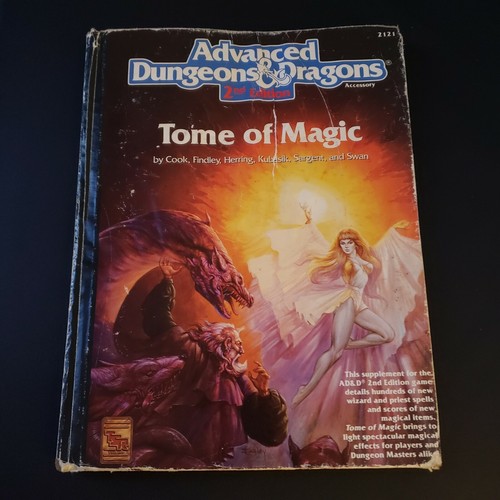 2121
Advanced
Dungeons & Dragons®
2nd Edition
Accessory
Tome of Magic
by Cook, Findley, Herring, Kubasik, Sargent, and Swan
This supplement for the
AD&D® 2nd Edition game
details hundreds of new
wizard and priest spells
and scores of new
magical items.
Tome of Magic brings to
light spectacular magical
effects for players and
Dungeon Masters alike
TSR